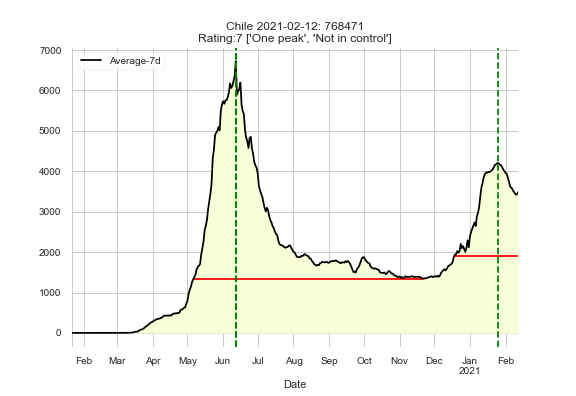 Chile 2021-02-12: 768471
Rating:7 ['One peak', 'Not in control']
7000
Average-7d
6000
5000
4000
3000
2000
1000
0
Feb Mar Apr May Jun Jul Aug Sep Oct Nov Dec Jan Feb
2021
Date